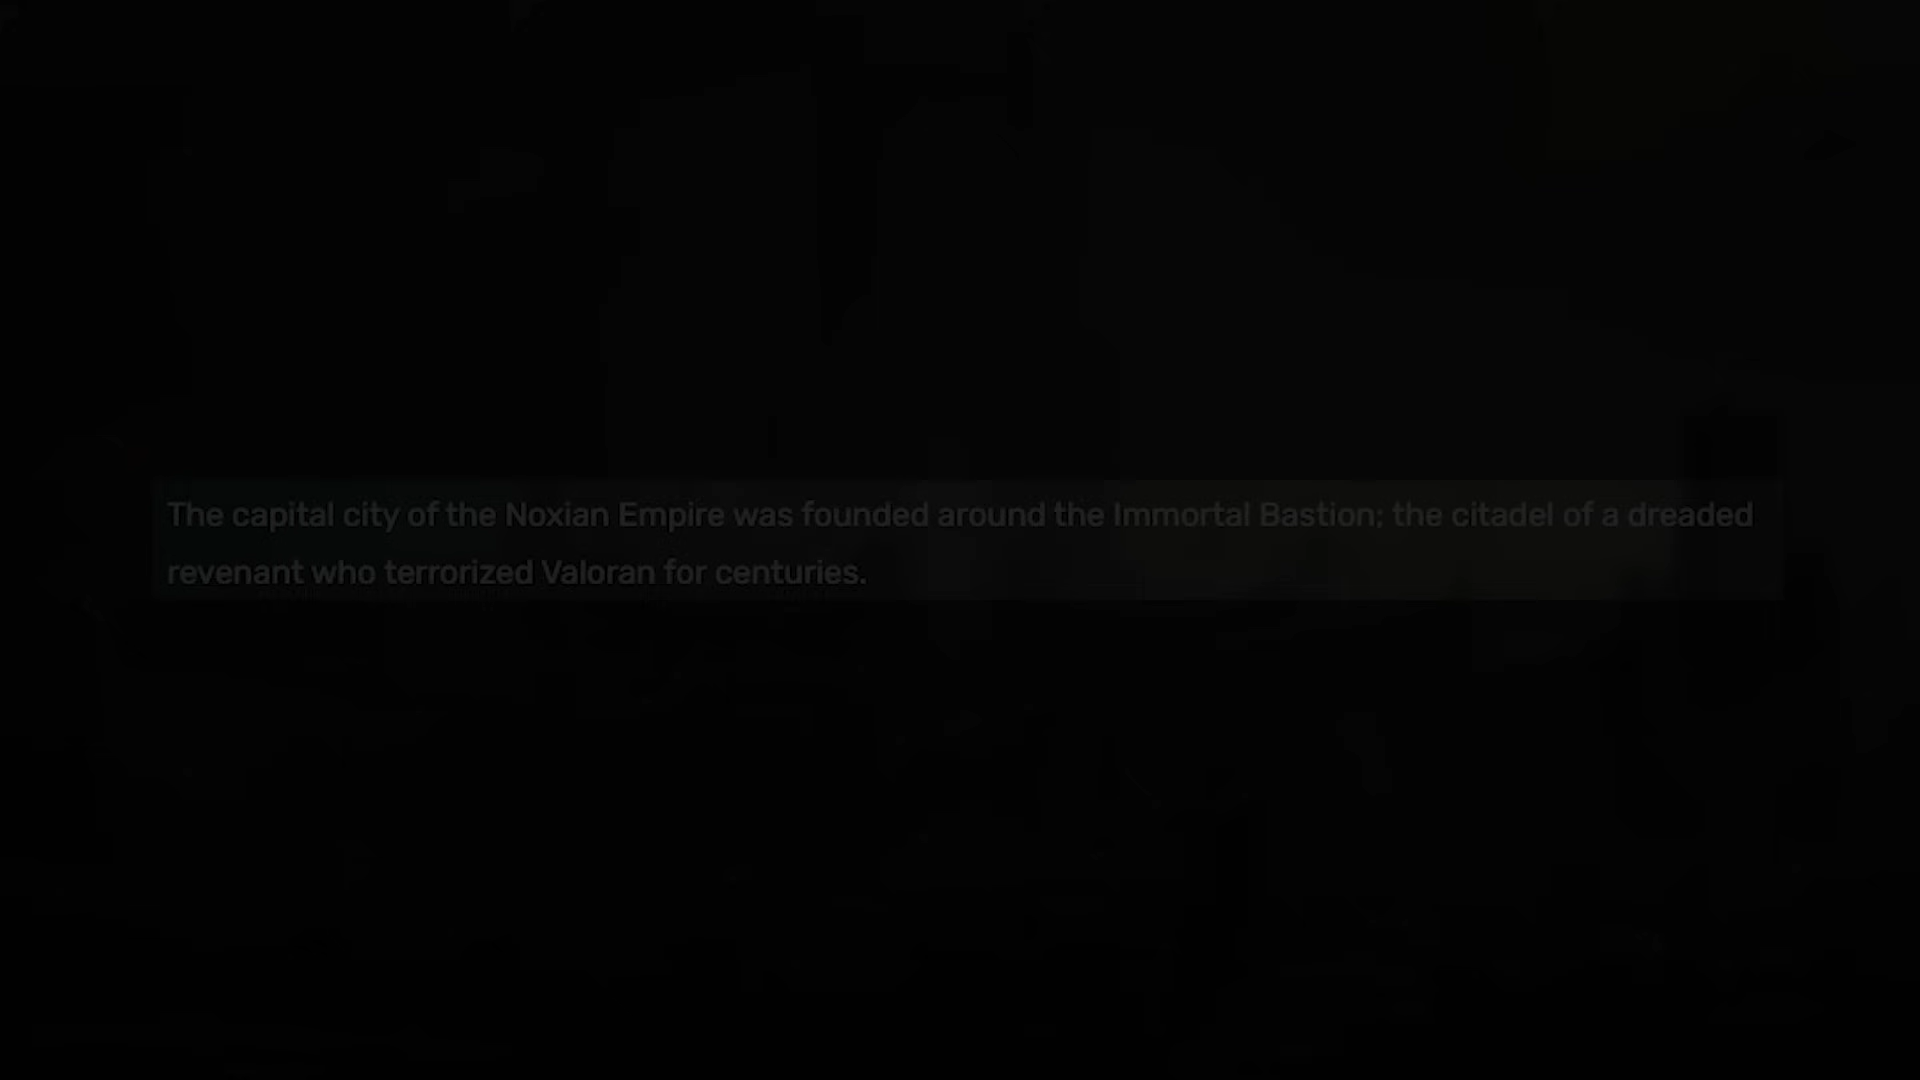 The capital city of the Noxian Empire was founded around the Immortal Bastion; the citadel of a dreaded
revenant who terrorized Valoran for centuries.